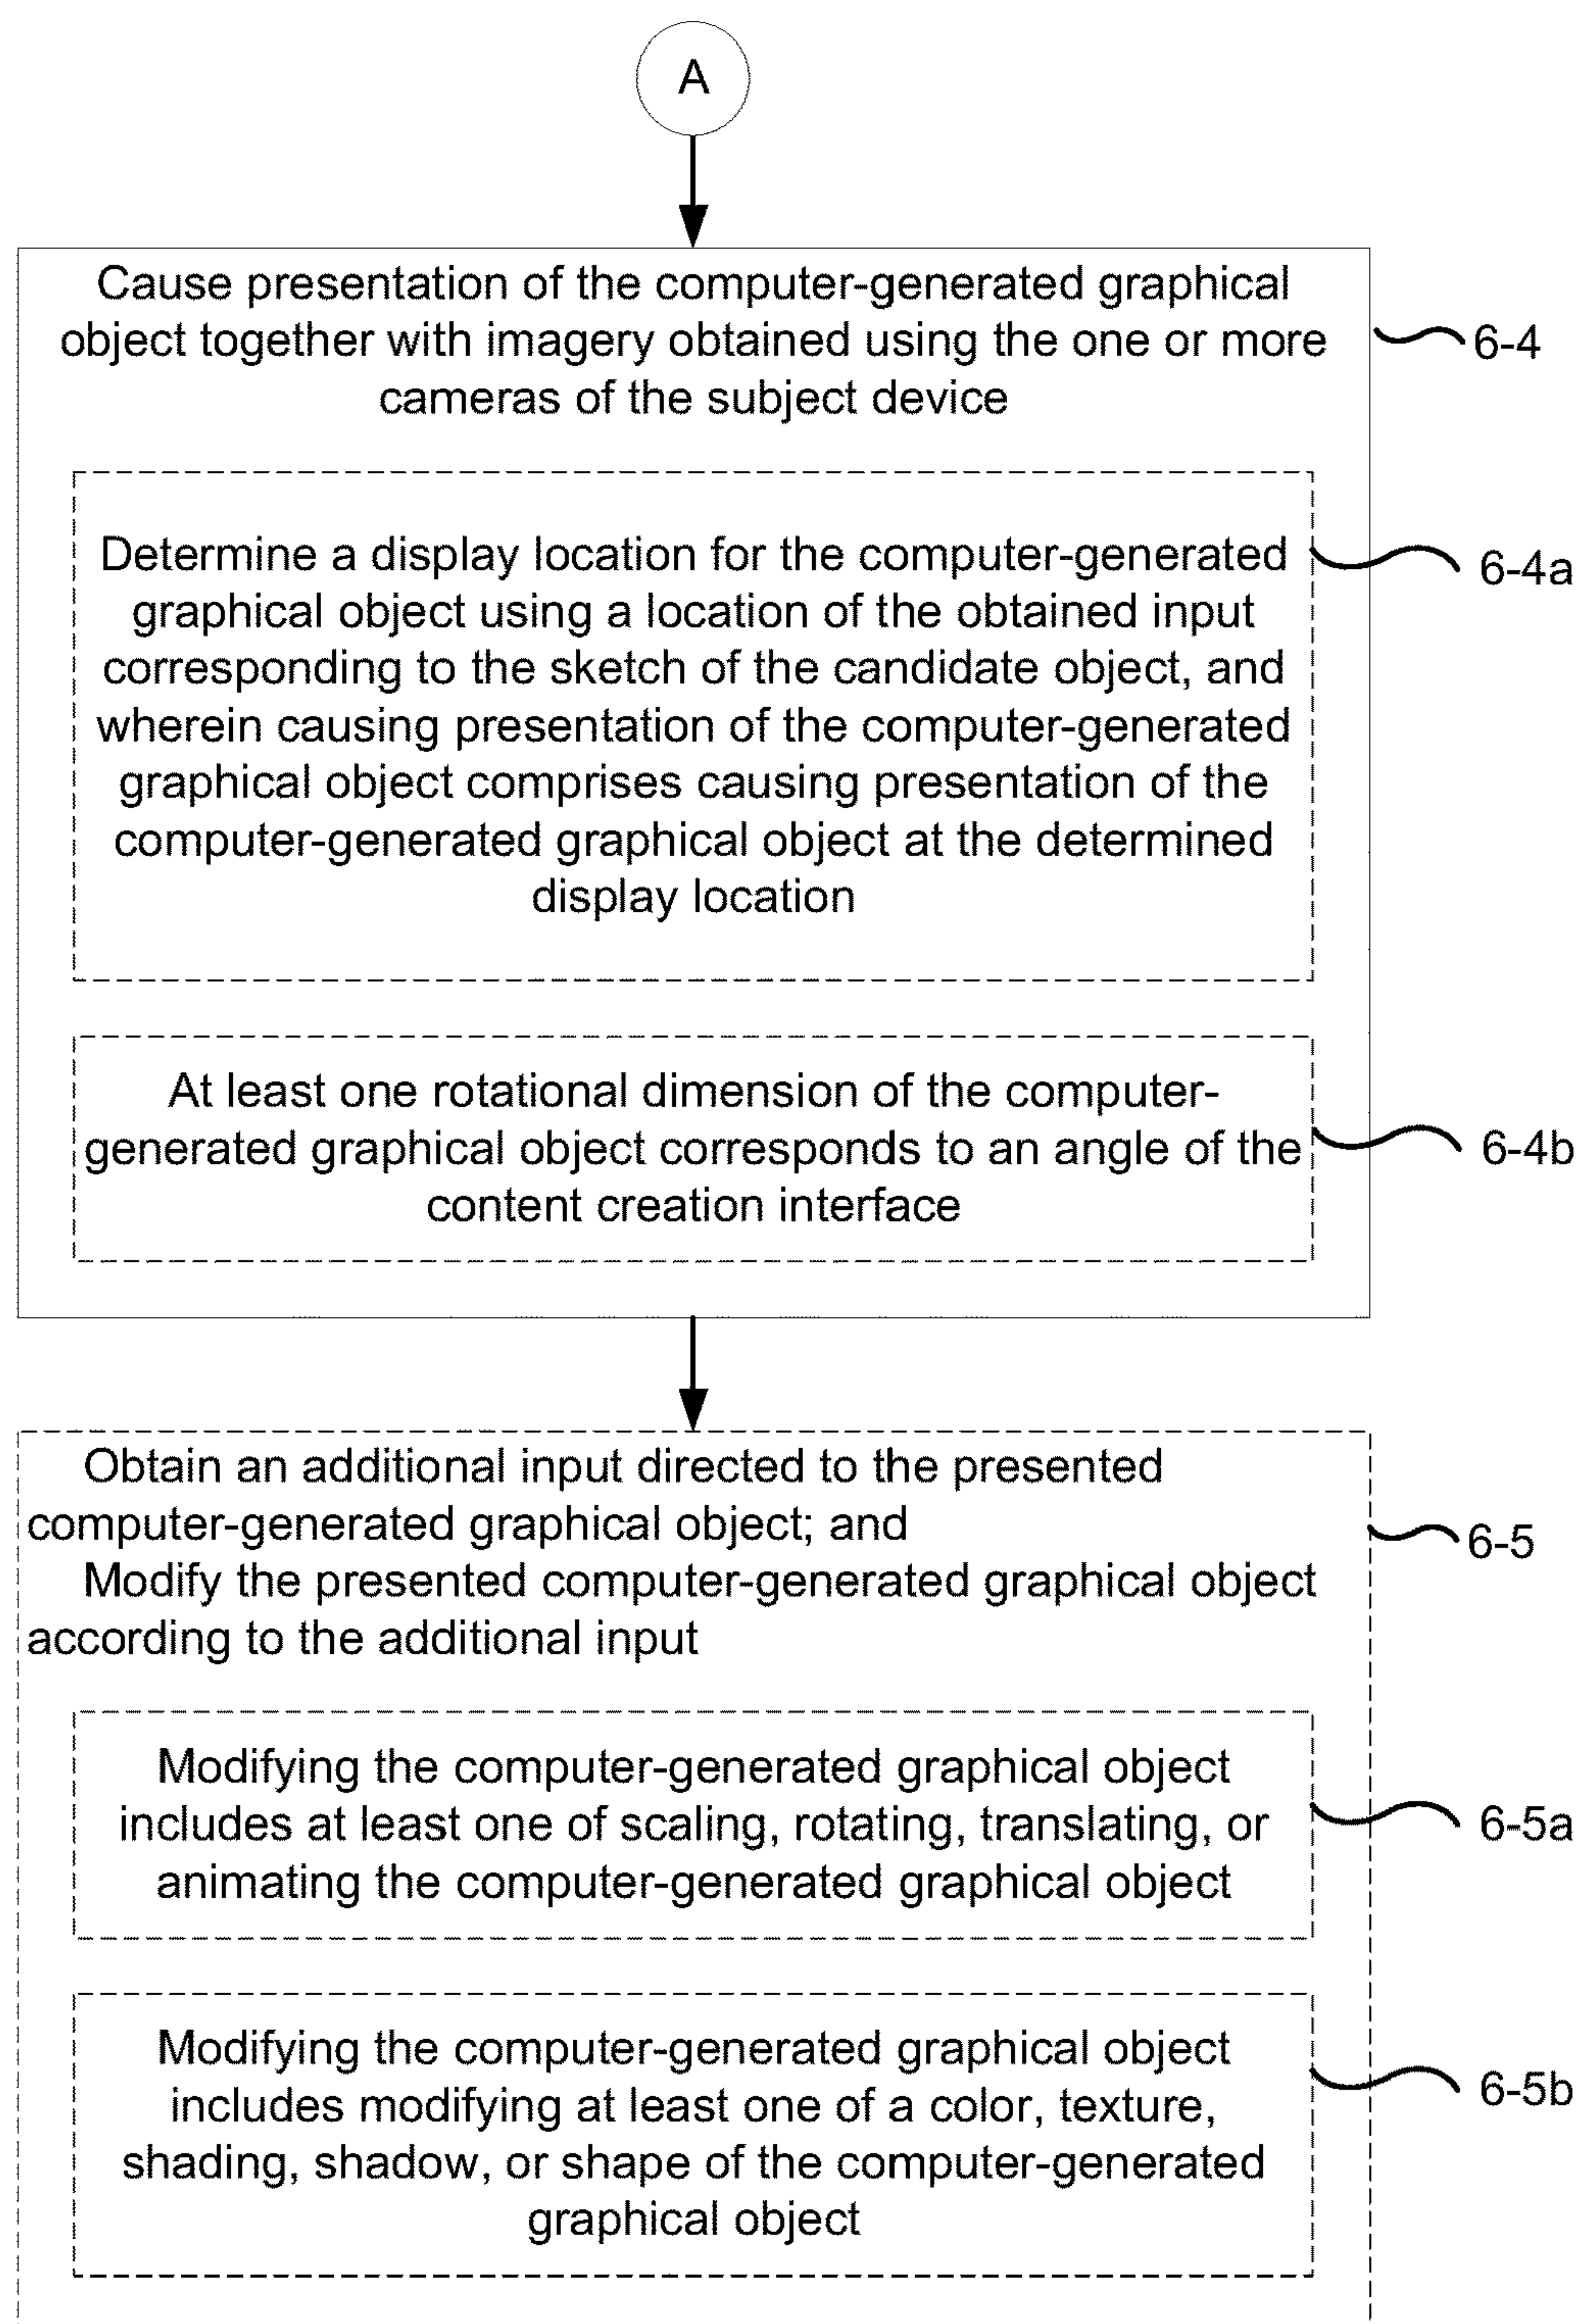 A
Cause presentation of the computer-generated graphical
object together with imagery obtained using the one or more
cameras of the subject device
6-4
Determine a display location for the computer-generated
graphical object using a location of the obtained input
corresponding to the sketch of the candidate object, and
wherein causing presentation of the computer-generated
graphical object comprises causing presentation of the
computer-generated graphical object at the determined
display location
6-4a
At least one rotational dimension of the computer-
generated graphical object corresponds to an angle of the
content creation interface
6-4b
Obtain an additional input directed to the presented
computer-generated graphical object; and
Modify the presented computer-generated graphical object
according to the additional input
6-5
Modifying the computer-generated graphical object
includes at least one of scaling, rotating, translating, or
animating the computer-generated graphical object
6-5a
Modifying the computer-generated graphical object
includes modifying at least one of a color, texture,
shading, shadow, or shape of the computer-generated
graphical object
6-5b